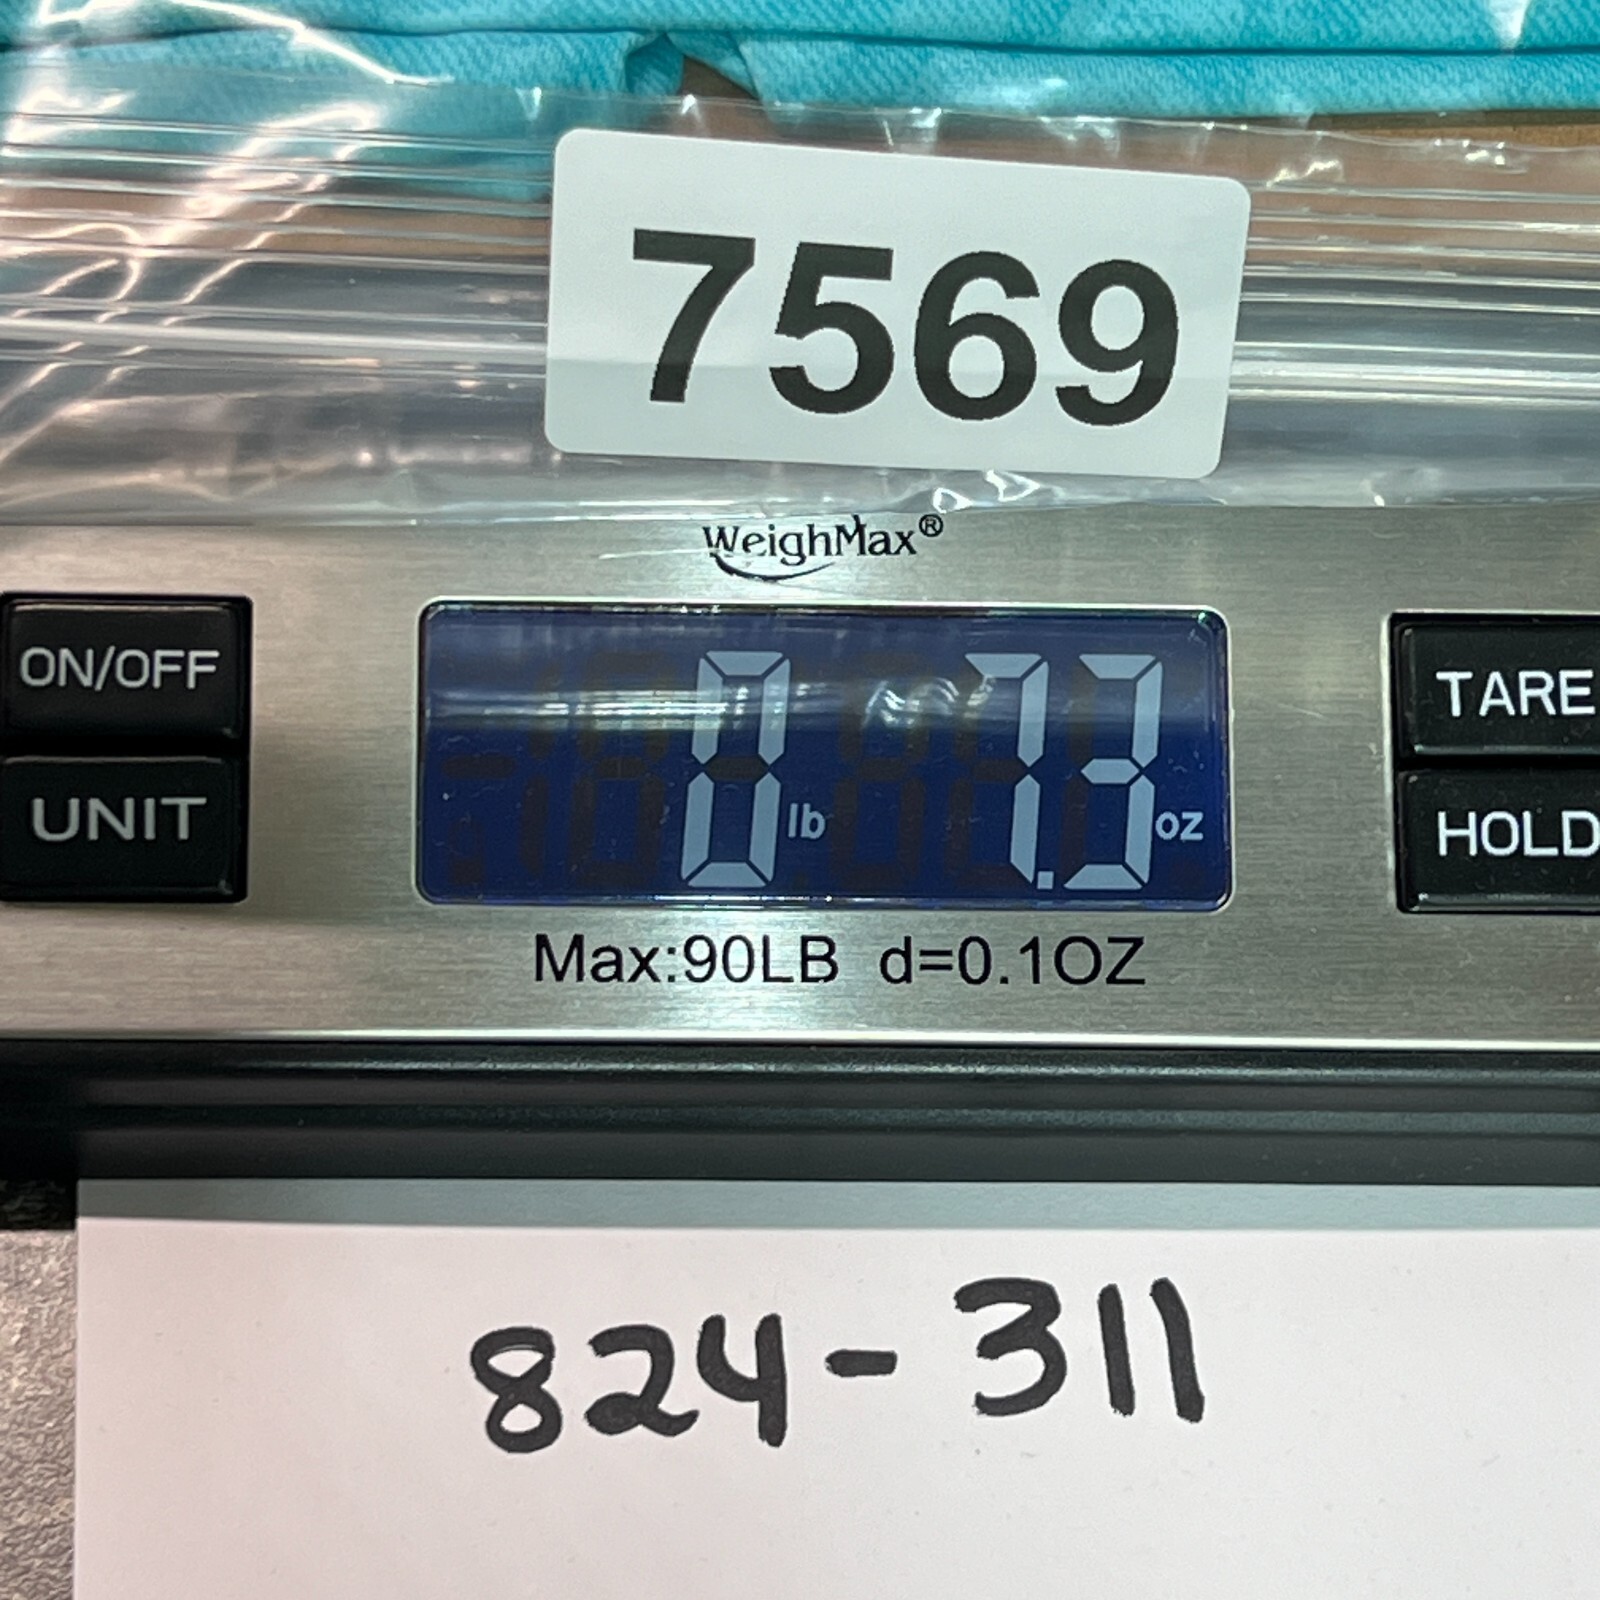 7569
WeighMax®
ON/OFF
UNIT
0 lb 7.3 oz
TARE
HOLD
Max:90LB d=0.1OZ
824-311